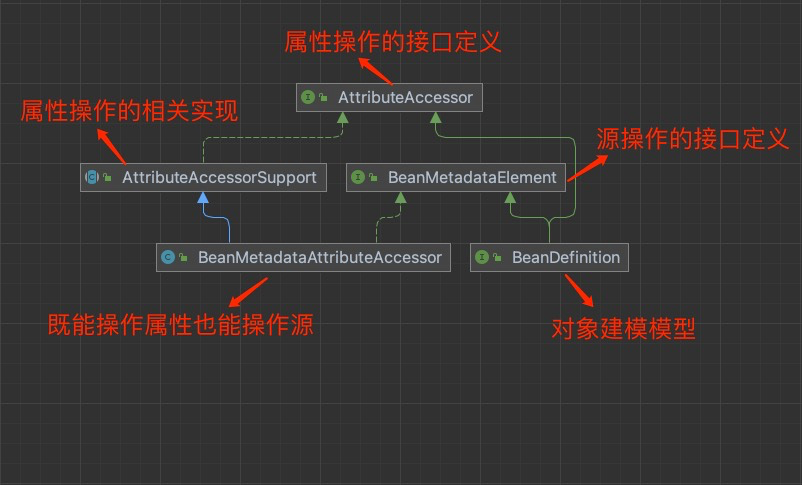 属性操作的接口定义
I AttributeAccessor
属性操作的相关实现
源操作的接口定义
C AttributeAccessorSupport
I BeanMetadataElement
C BeanMetadataAttributeAccessor
I BeanDefinition
既能操作属性也能操作源
对象建模模型